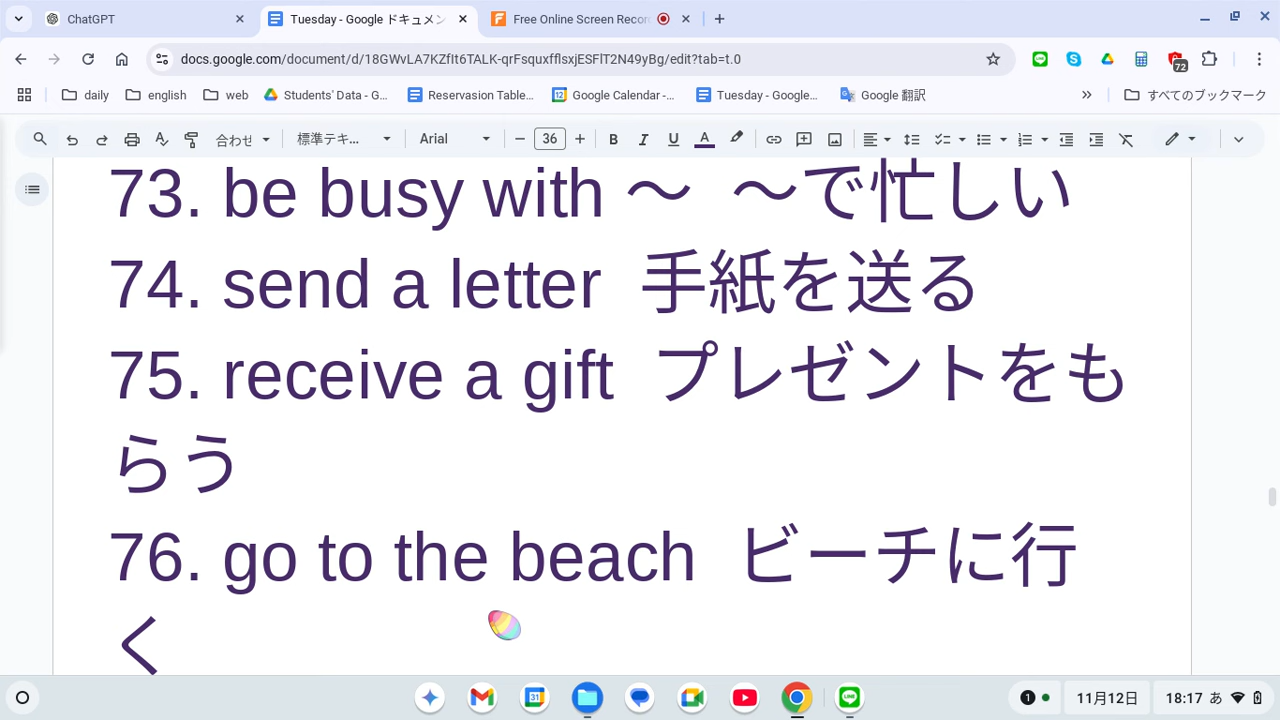 ChatGPT
Tuesday - Google ドキュメン
Free Online Screen Recor
docs.google.com/document/d/
/edit?tab=t.0
72
daily
english
web
Students' Data - G...
Reservasion Table...
Google Calendar -...
Tuesday - Google...
Google 翻訳
すべてのブックマーク
合わせ
標準テキ...
Arial
36
73. be busy with ～ ～で忙しい
74. send a letter 手紙を送る
75. receive a gift プレゼントをも
らう
76. go to the beach ビーチに行
く
31
1
11月12日
18:17
あ